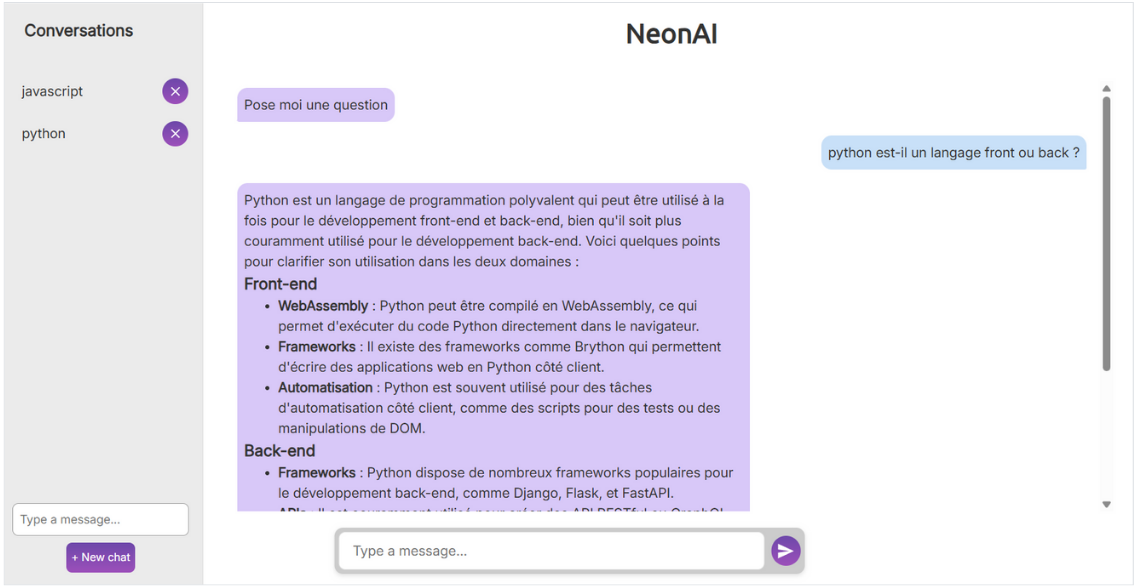 Conversations
javascript
python
Type a message...
+ New chat
NeonAI
Pose moi une question
python est-il un langage front ou back ?
Python est un langage de programmation polyvalent qui peut être utilisé à la
fois pour le développement front-end et back-end, bien qu'il soit plus
couramment utilisé pour le développement back-end. Voici quelques points
pour clarifier son utilisation dans les deux domaines :
Front-end
• WebAssembly : Python peut être compilé en WebAssembly, ce qui
permet d'exécuter du code Python directement dans le navigateur.
• Frameworks : Il existe des frameworks comme Brython qui permettent
d'écrire des applications web en Python côté client.
• Automatisation : Python est souvent utilisé pour des tâches
d'automatisation côté client, comme des scripts pour des tests ou des
manipulations de DOM.
Back-end
• Frameworks : Python dispose de nombreux frameworks populaires pour
le développement back-end, comme Django, Flask, et FastAPI.
Type a message...